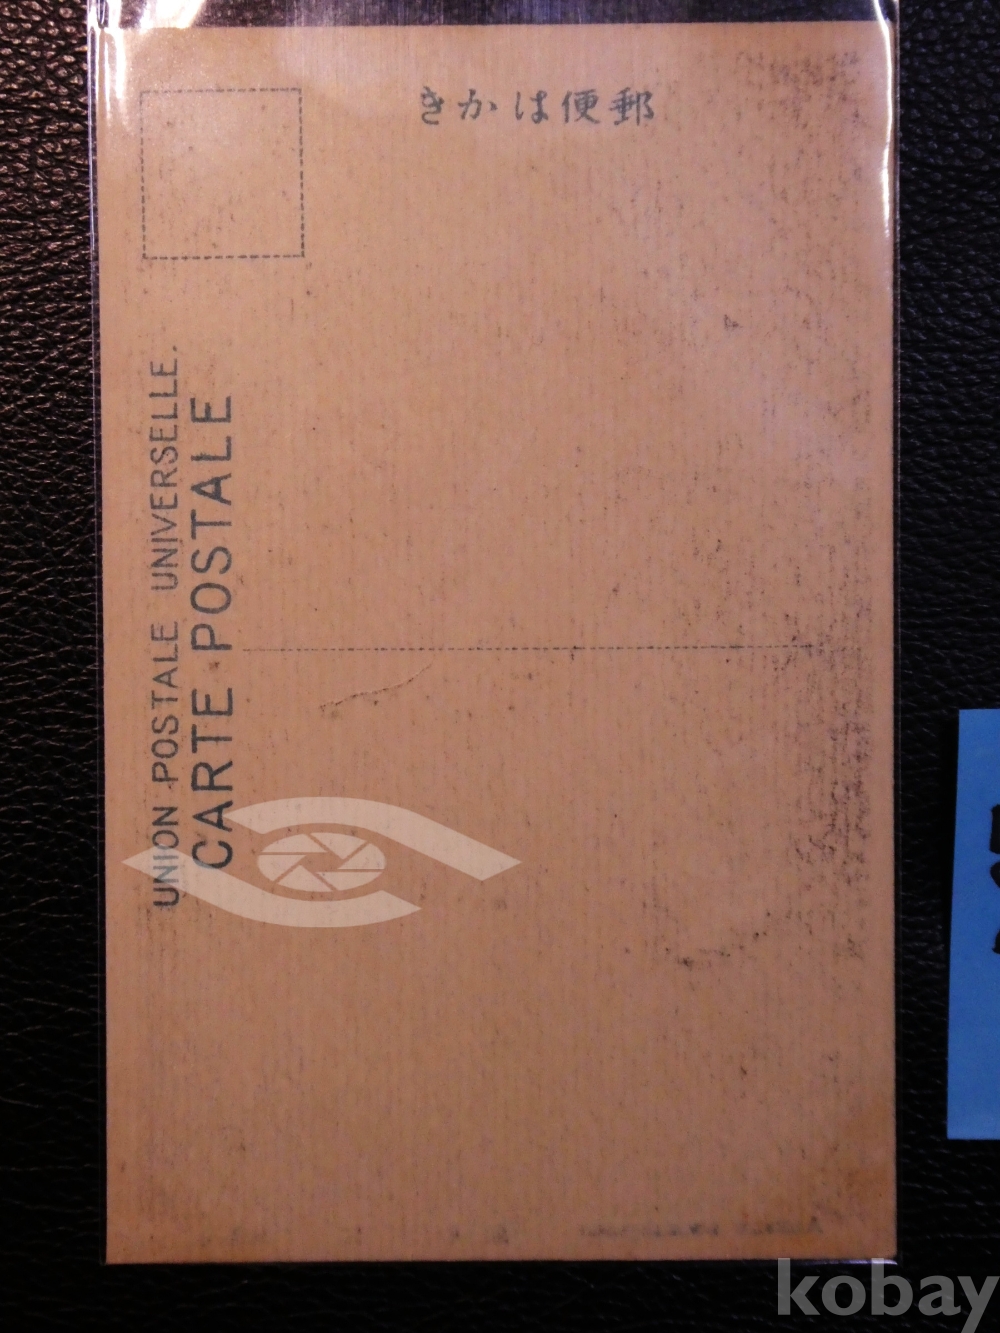 きかは便郵
UNION POSTALE UNIVERSELLE.
CARTE POSTALE
kobay